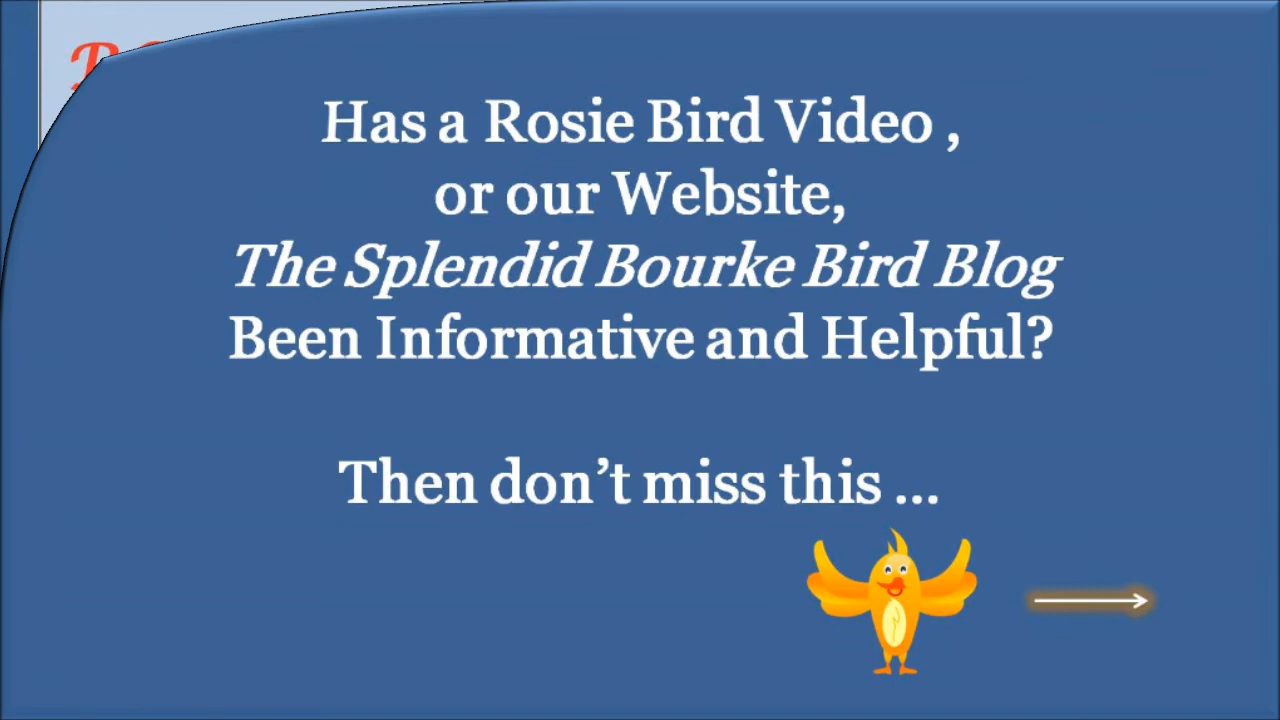 Has a Rosie Bird Video ,
or our Website,
The Splendid Bourke Bird Blog
Been Informative and Helpful?
Then don’t miss this ...